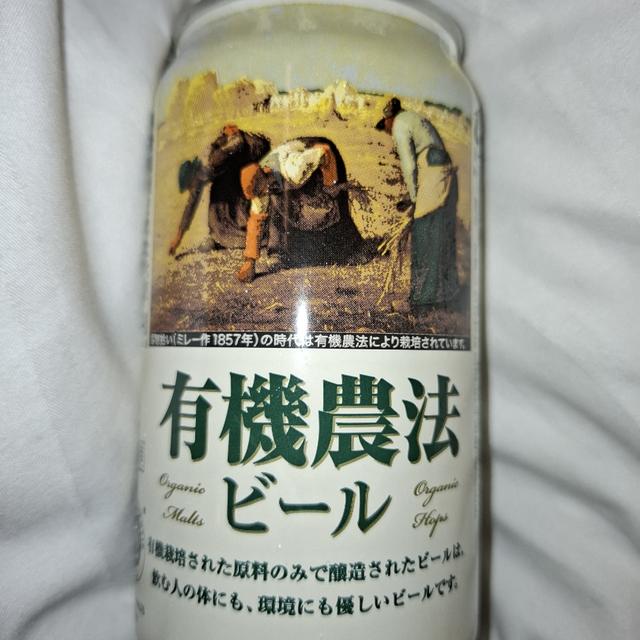 (ミレー作 1857年)の時代は有機農法により栽培されています。
有機農法
ビール
Organic
Malts
Organic
Hops
有機栽培された原料のみで醸造されたビールは、
飲む人の体にも、環境にも優しいビールです。